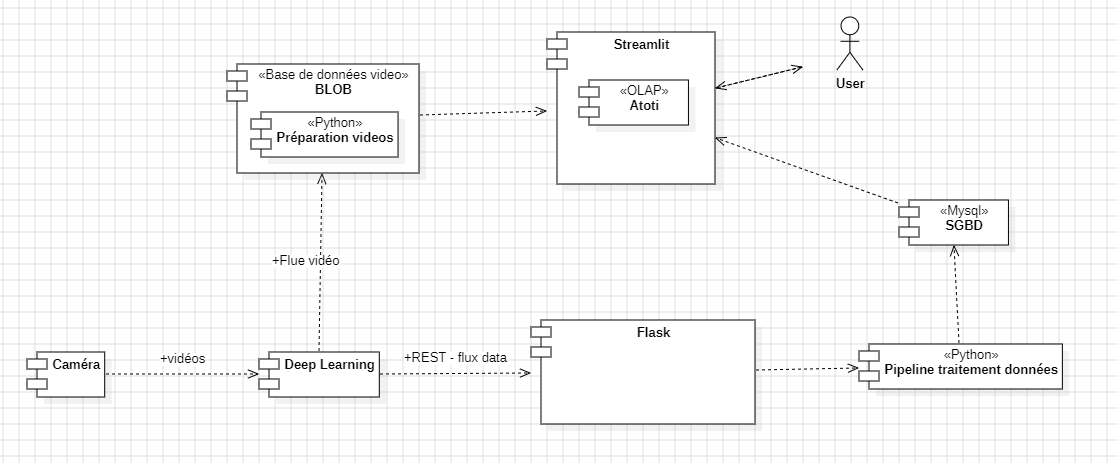 Streamlit
User
«Base de données video»
BLOB
«OLAP»
Atoti
«Python»
Préparation videos
«Mysql»
SGBD
+Flue vidéo
Flask
Caméra
+vidéos
Deep Learning
+REST - flux data
«Python»
Pipeline traitement données